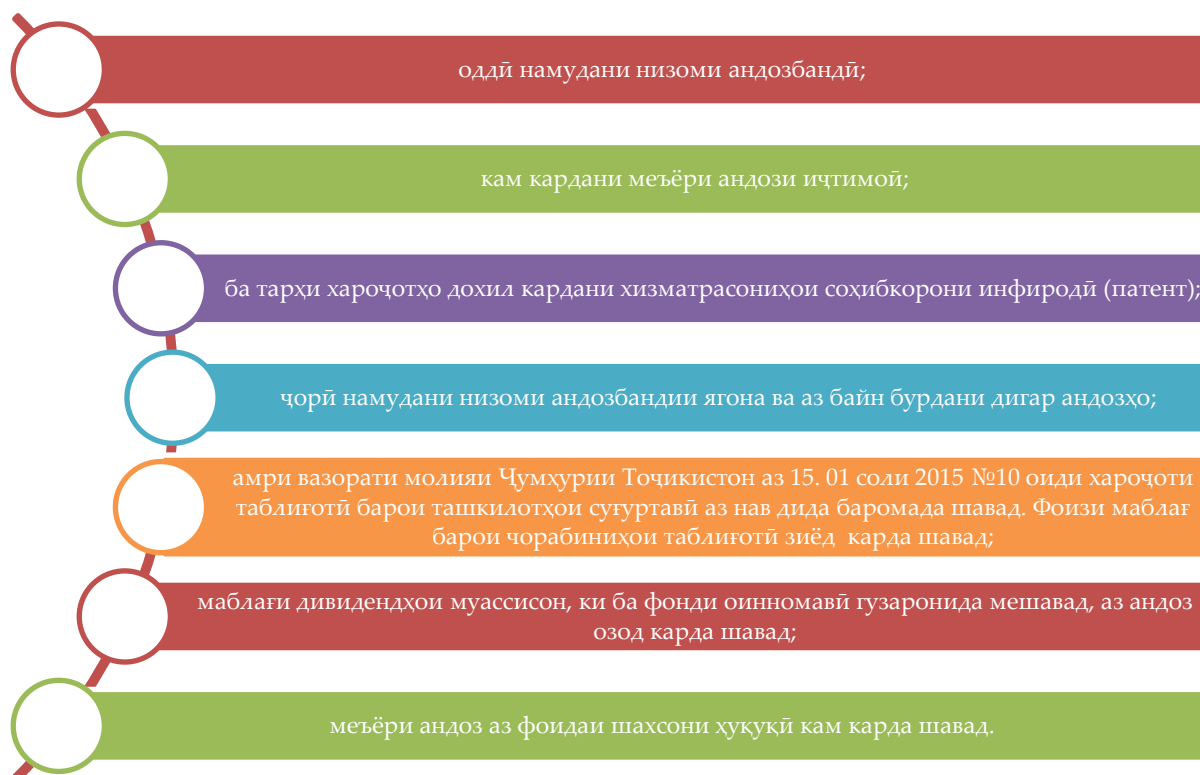 оддӣ намудани низоми андозбандӣ;
кам кардани меъёри андози иҷтимоӣ;
ба тарҳи хароҷотҳо дохил кардани хизматрасониҳои соҳибкорони инфиродӣ (патент);
ҷорӣ намудани низоми андозбандии ягона ва аз байн бурдани дигар андозҳо;
амри вазорати молияи Ҷумҳурии Тоҷикистон аз 15. 01 соли 2015 №10 оиди хароҷоти
таблиғотӣ барои ташкилотҳои суғуртавӣ аз нав дида баромада шавад. Фоизи маблағ
барои чорабиниҳои таблиғотӣ зиёд карда шавад;
маблағи дивидендҳои муассисон, ки ба фонди оинномавӣ гузаронида мешавад, аз андоз
озод карда шавад;
меъёри андоз аз фоидаи шахсони ҳуқуқӣ кам карда шавад.